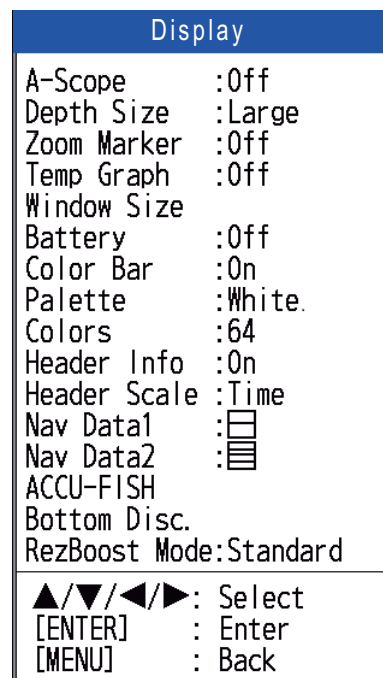 Display
A-Scope :Off
Depth Size :Large
Zoom Marker :Off
Temp Graph :Off
Window Size
Battery :Off
Color Bar :On
Palette :White.
Colors :64
Header Info :On
Header Scale :Time
Nav Data1 :
Nav Data2 :
ACCU-FISH
Bottom Disc.
RezBoost Mode:Standard
▲/▼/◀/▶: Select
[ENTER] : Enter
[MENU] : Back